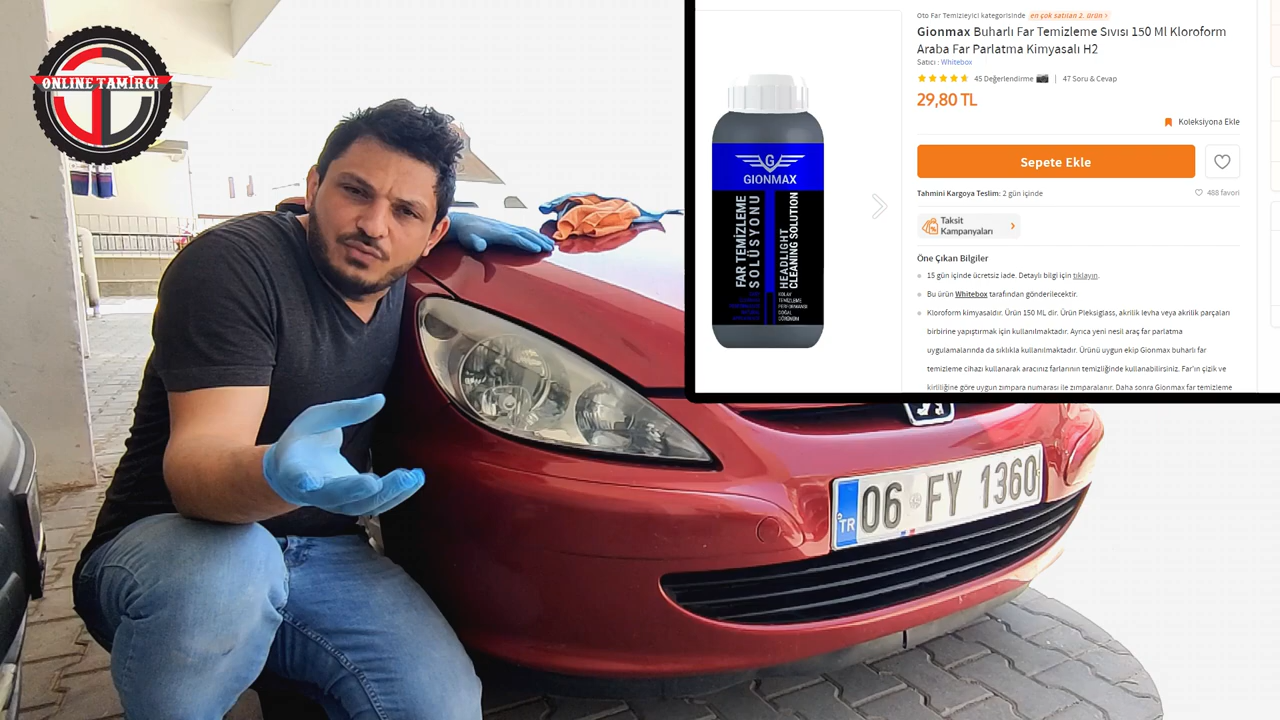 ONLINE TAMİRCİ
Oto Far Temizleyici kategorisinde en çok satılan 2. ürün >
Gionmax Buharlı Far Temizleme Sıvısı 150 Ml Kloroform
Araba Far Parlatma Kimyasalı H2
Satıcı : Whitebox
45 Değerlendirme | 47 Soru & Cevap
29,80 TL
Koleksiyona Ekle
Sepete Ekle
Tahmini Kargoya Teslim: 2 gün içinde
488 favori
Taksit
Kampanyaları
Öne Çıkan Bilgiler
15 gün içinde ücretsiz iade. Detaylı bilgi için tıklayın.
Bu ürün Whitebox tarafından gönderilecektir.
Kloroform kimyasaldır. Ürün 150 ML dir. Ürün Pleksiglass, akrilik levha veya akrilik parçaları
birbirine yapıştırmak için kullanılmaktadır. Ayrıca yeni nesil araç far parlatma
uygulamalarında da sıklıkla kullanılmaktadır. Ürünü uygun ekip Gionmax buharlı far
temizleme cihazı kullanarak aracınız farlarının temizliğinde kullanabilirsiniz. Far'ın çizik ve
kirliliğine göre uygun zımpara numarası ile zımparalanır. Daha sonra Gionmax far temizleme
G
GIONMAX
FAR TEMİZLEME
SOLÜSYONU
HEADLIGHT
CLEANING SOLUTION
KOLAY
TEMİZLEME
PERFORMANSI
DOĞAL
GÖRÜNÜM
TR
06 FY 1360